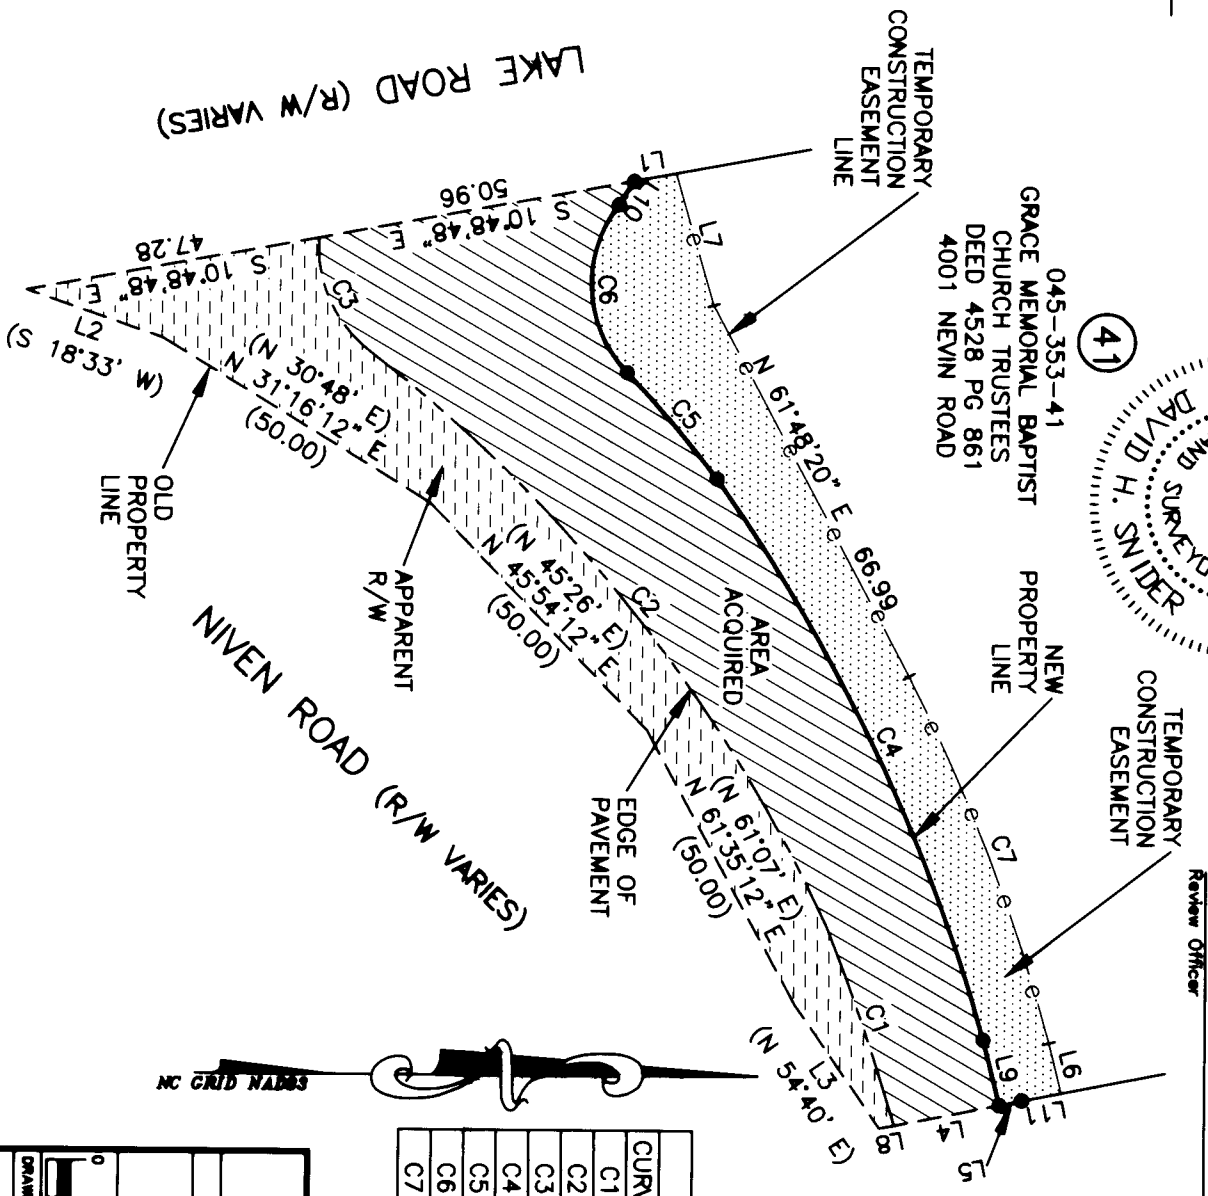 LAKE ROAD (R/W VARIES)
TEMPORARY
CONSTRUCTION
EASEMENT
LINE
045-353-41
GRACE MEMORIAL BAPTIST
CHURCH TRUSTEES
DEED 4528 PG 861
4001 NEVIN ROAD
41
DAVID H. SNIDER
NEW
PROPERTY
LINE
TEMPORARY
CONSTRUCTION
EASEMENT
Review Officer
L1
L10
L7
e
e
N 61°48'20" E
e
e
66.99
e
e
e
C7
e
e
L6
L11
L9
L5
L4
L8
C6
C5
C4
AREA
ACQUIRED
S 10°48'48" E
50.96
S 10°48'48" E
47.28
C3
C2
C1
L2
(S 18°33' W)
(N 30°48' E)
N 31°16'12" E
(50.00)
(N 45°26' E)
N 45°54'12" E
(50.00)
(N 61°07' E)
N 61°35'12" E
(50.00)
L3
(N 54°40' E)
OLD
PROPERTY
LINE
APPARENT
R/W
EDGE OF
PAVEMENT
NIVEN ROAD (R/W VARIES)
NC GRID NAD83
C1
C2
C3
C4
C5
C6
C7
0